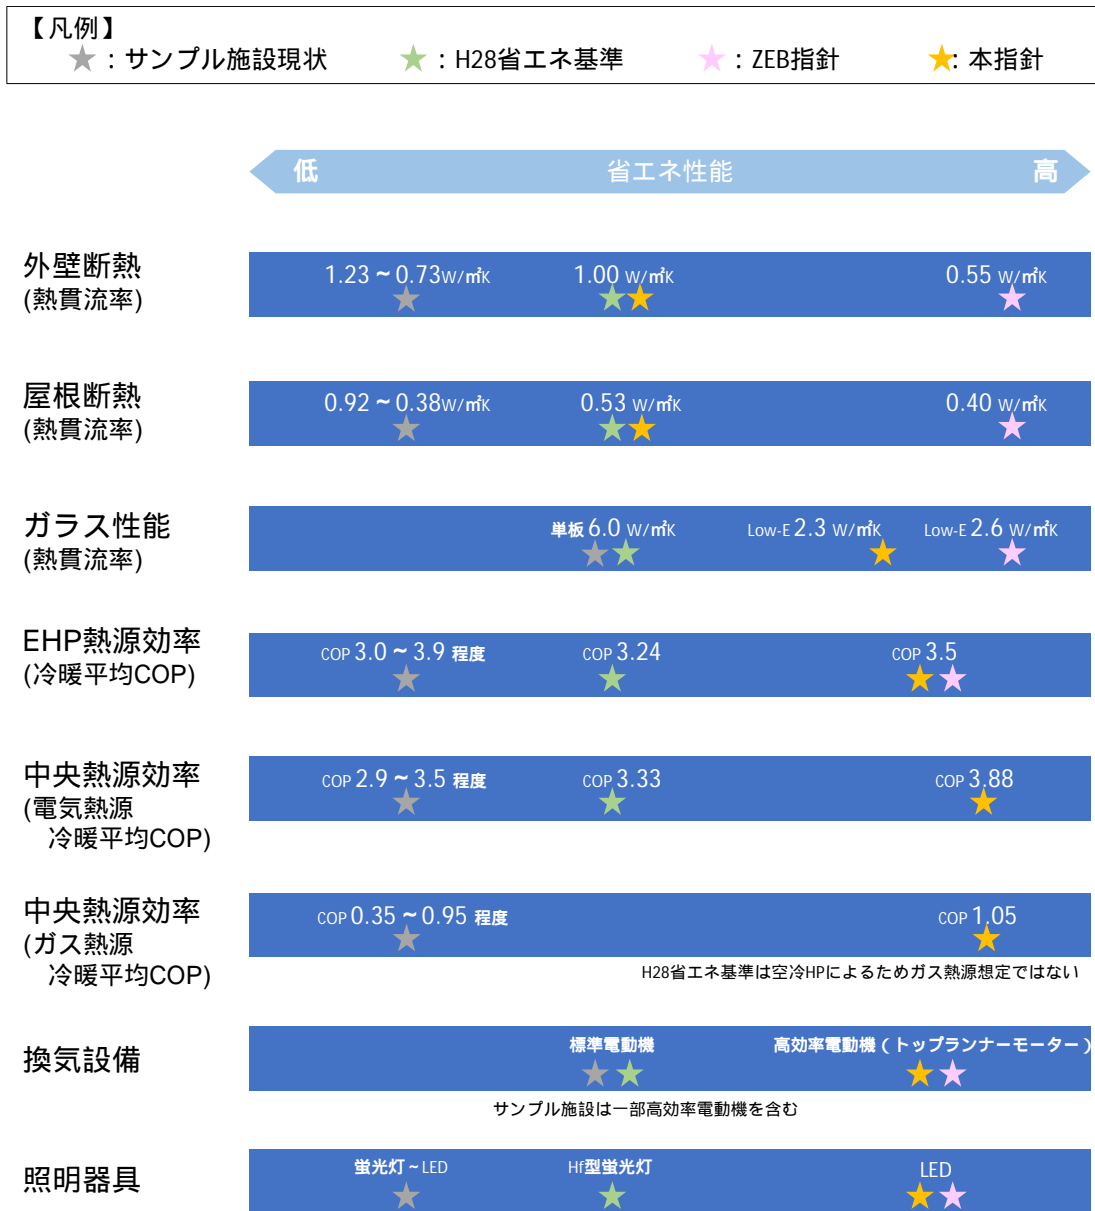 【凡例】
★：サンプル施設現状 ★：H28省エネ基準 ★：ZEB指針 ★：本指針
低 省エネ性能 高
外壁断熱
(熱貫流率)
1.23～0.73W/㎡K 1.00 W/㎡K 0.55 W/㎡K
屋根断熱
(熱貫流率)
0.92～0.38W/㎡K 0.53 W/㎡K 0.40 W/㎡K
ガラス性能
(熱貫流率)
単板 6.0 W/㎡K Low-E 2.3 W/㎡K Low-E 2.6 W/㎡K
EHP熱源効率
(冷暖平均COP)
COP 3.0～3.9 程度 COP 3.24 COP 3.5
中央熱源効率
(電気熱源
冷暖平均COP)
COP 2.9～3.5 程度 COP 3.33 COP 3.88
中央熱源効率
(ガス熱源
冷暖平均COP)
COP 0.35～0.95 程度 COP 1.05
H28省エネ基準は空冷HPによるためガス熱源想定ではない
換気設備
標準電動機 高効率電動機（トップランナーモーター）
サンプル施設は一部高効率電動機を含む
照明器具
蛍光灯～LED Hf型蛍光灯 LED